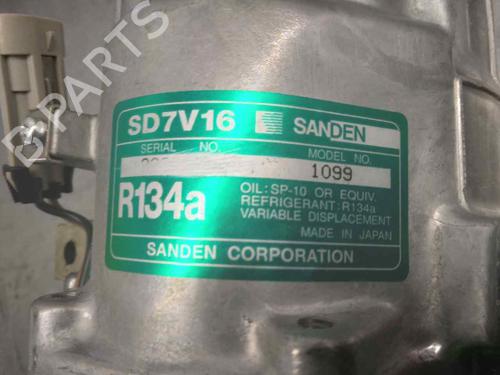 SD7V16 SANDEN
SERIAL NO. MODEL NO.
1099
R134a
OIL: SP-10 OR EQUIV.
REFRIGERANT: R134a
VARIABLE DISPLACEMENT
MADE IN JAPAN
SANDEN CORPORATION